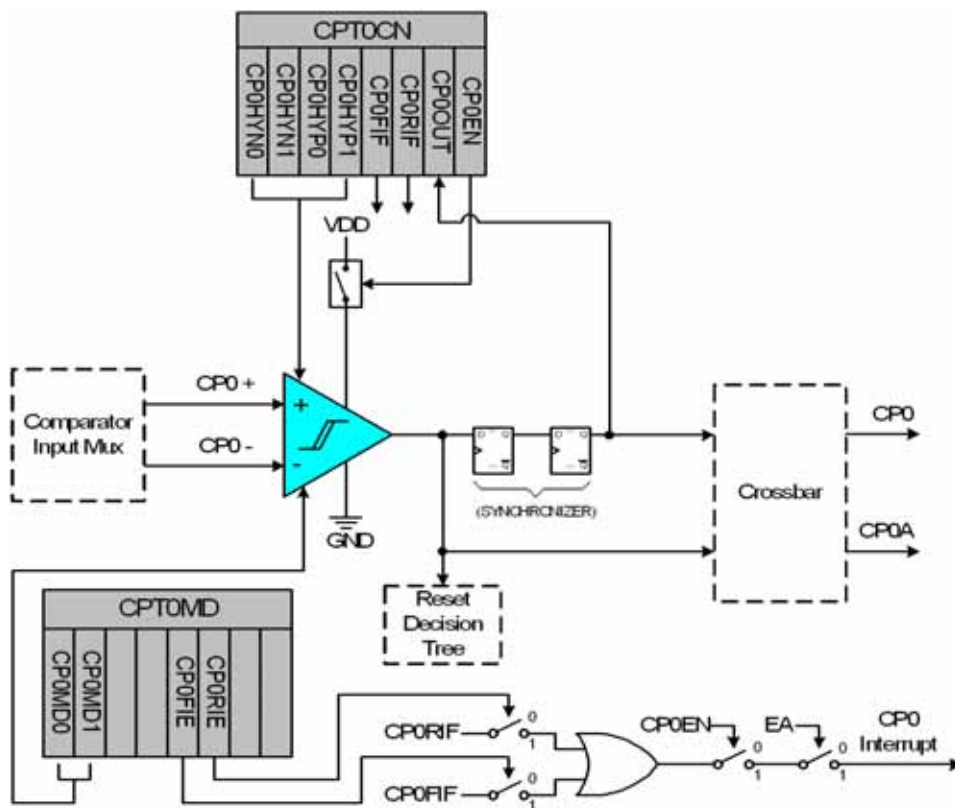 CPT0CN
CP0HYN0
CP0HYN1
CP0HYP0
CP0HYP1
CP0FIF
CP0RIF
CP0OUT
CP0EN
VDD
Comparator
Input Mux
CP0 +
CP0 -
+
-
GND
(SYNCHRONIZER)
Crossbar
CP0
CP0A
Reset
Decision
Tree
CPT0MD
CP0MD0
CP0MD1
CP0FIE
CP0RIE
CP0RIF
0
1
CP0FIF
0
1
CP0EN
0
1
EA
0
1
CP0
Interrupt